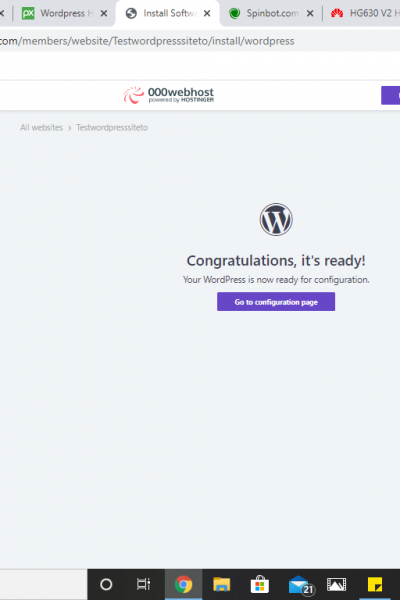 Wordpress H
Install Softwa
Spinbot.com
HG630 V2 H
com/members/website/Testwordpresssiteto/install/wordpress
000webhost
powered by HOSTINGER
All websites > Testwordpresssiteto
Congratulations, it's ready!
Your WordPress is now ready for configuration.
Go to configuration page
21